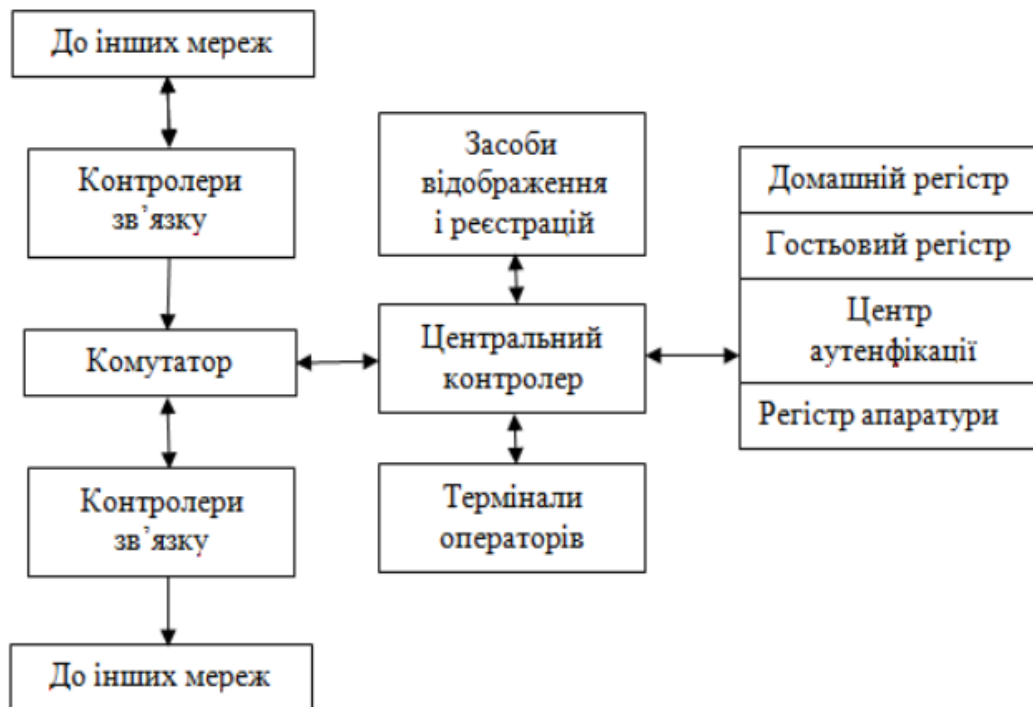 До інших мереж
Контролери
зв’язку
Комутатор
Контролери
зв’язку
До інших мереж
Засоби
відображення
і реєстрацій
Центральний
контролер
Термінали
операторів
Домашній регістр
Гостьовий регістр
Центр
аутенфікації
Регістр апаратури